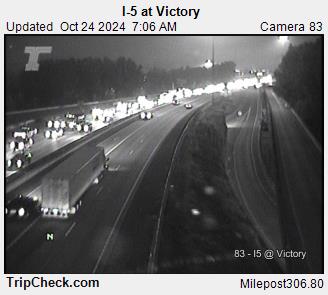 I-5 at Victory
Updated Oct 24 2024 7:06 AM Camera 83
T
N
83 - I5 @ Victory
TripCheck.com Milepost306.80